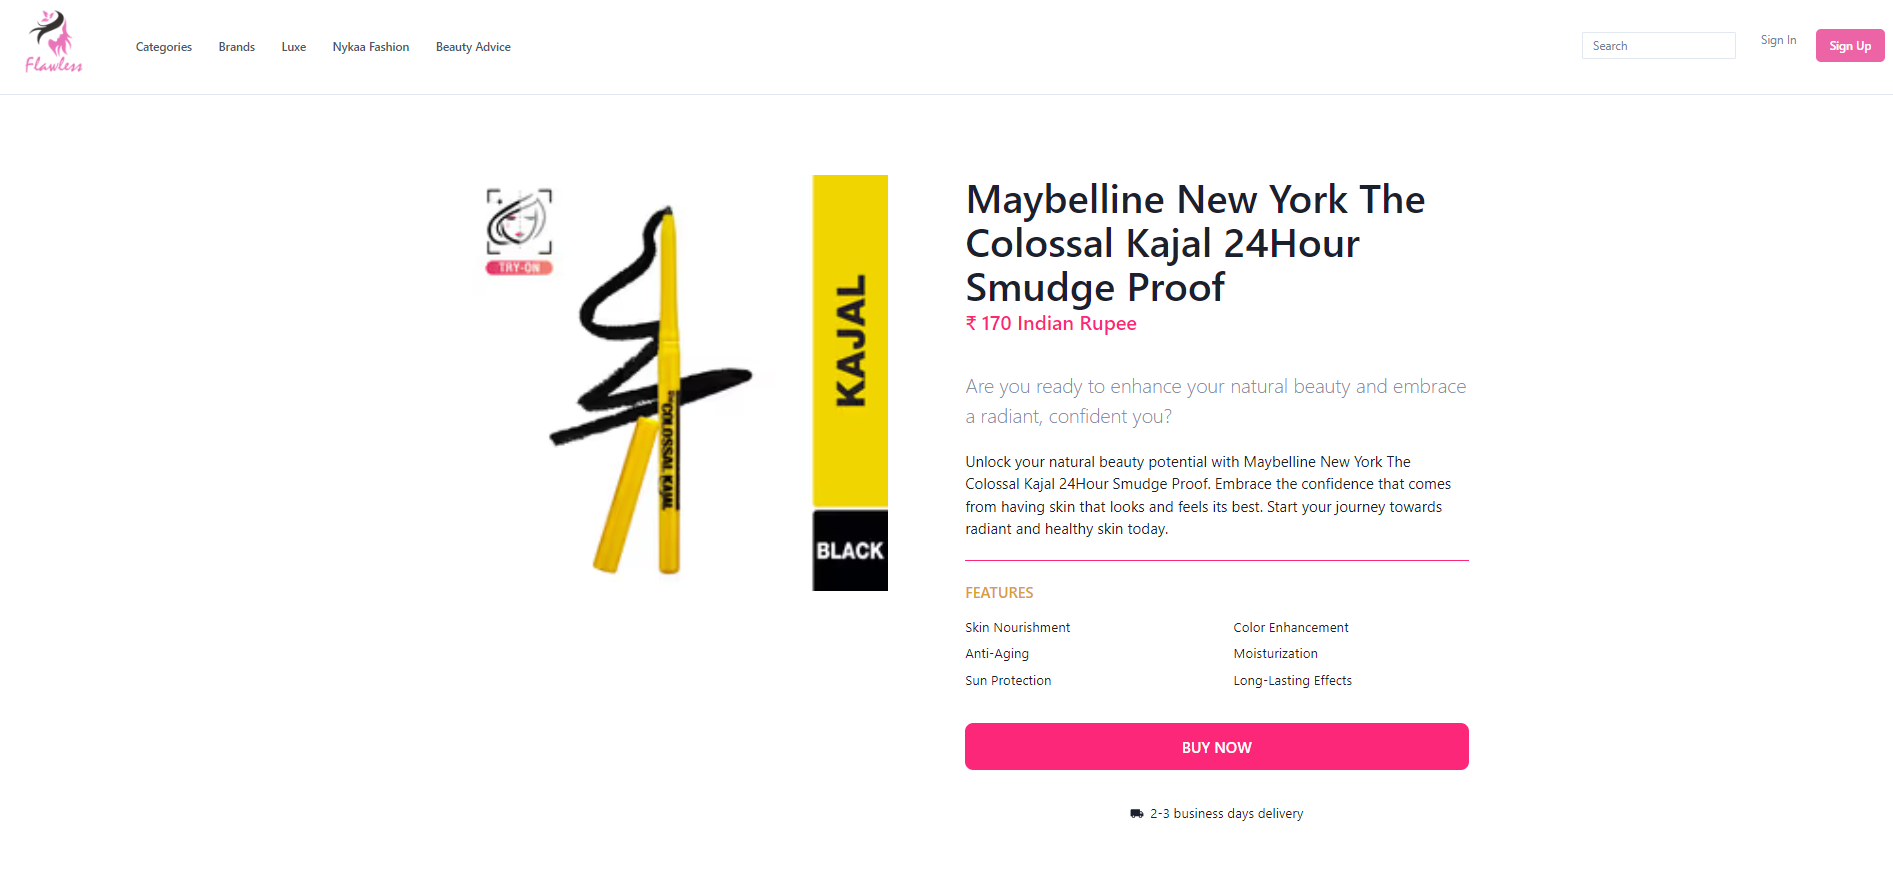 Flawless
Categories
Brands
Luxe
Nykaa Fashion
Beauty Advice
Search
Sign In
Sign Up
TRY-ON
COLOSSAL KAJAL
KAJAL
BLACK
Maybelline New York The
Colossal Kajal 24Hour
Smudge Proof
₹ 170 Indian Rupee
Are you ready to enhance your natural beauty and embrace
a radiant, confident you?
Unlock your natural beauty potential with Maybelline New York The
Colossal Kajal 24Hour Smudge Proof. Embrace the confidence that comes
from having skin that looks and feels its best. Start your journey towards
radiant and healthy skin today.
FEATURES
Skin Nourishment
Color Enhancement
Anti-Aging
Moisturization
Sun Protection
Long-Lasting Effects
BUY NOW
2-3 business days delivery